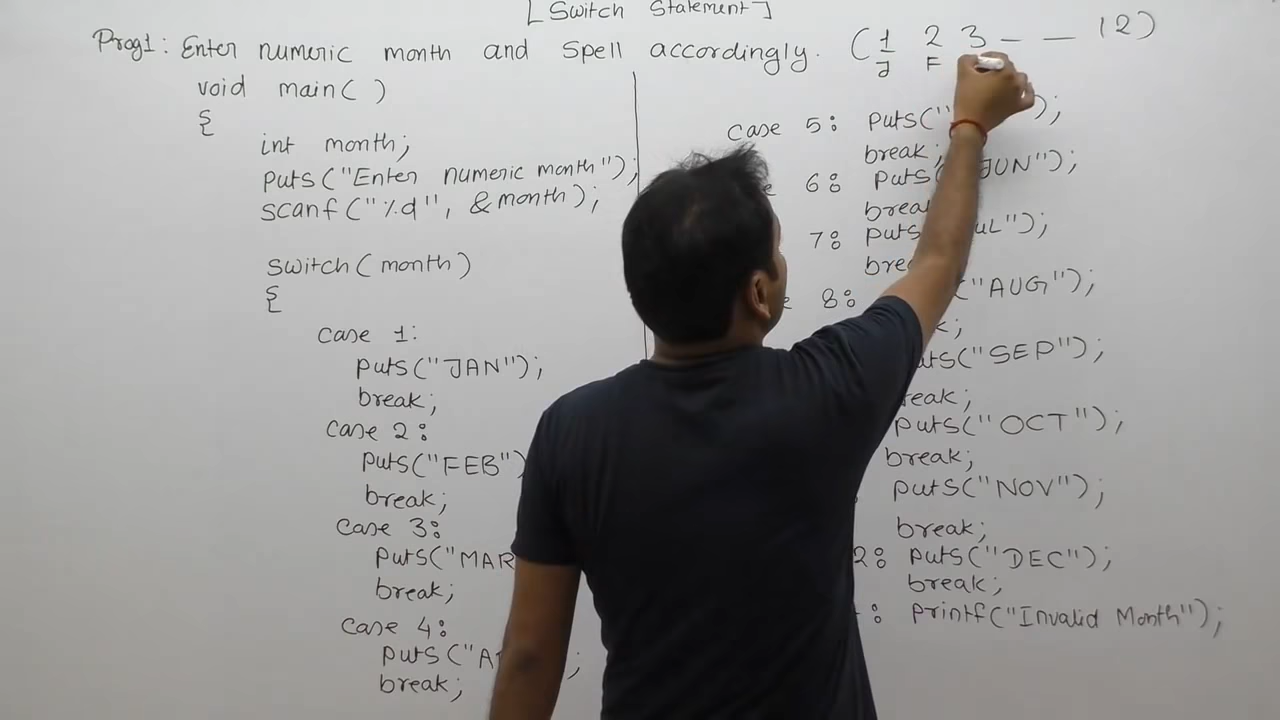 [Switch Statement]
Prog1: Enter numeric month and Spell accordingly. (1 2 3 - - 12)
J F
void main( )
{
int month;
puts("Enter numeric month");
scanf("%d", &month);
switch(month)
{
case 1:
puts("JAN");
break;
case 2:
puts("FEB")
break;
case 3:
puts("MAR
break;
case 4:
puts("A
;
break;
case 5: puts("
);
break;
6: puts("JUN");
7: puts
UL");
8:
("AUG");
("SEP");
puts("OCT");
break;
puts("NOV");
break;
2: puts("DEC");
break;
: printf("Invalid Month");